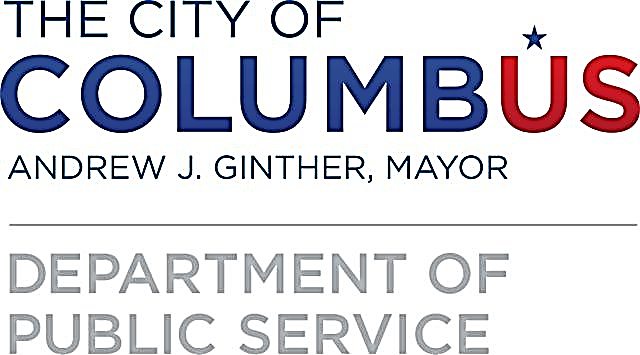 THE CITY OF
COLUMBUS
ANDREW J. GINTHER, MAYOR
DEPARTMENT OF
PUBLIC SERVICE